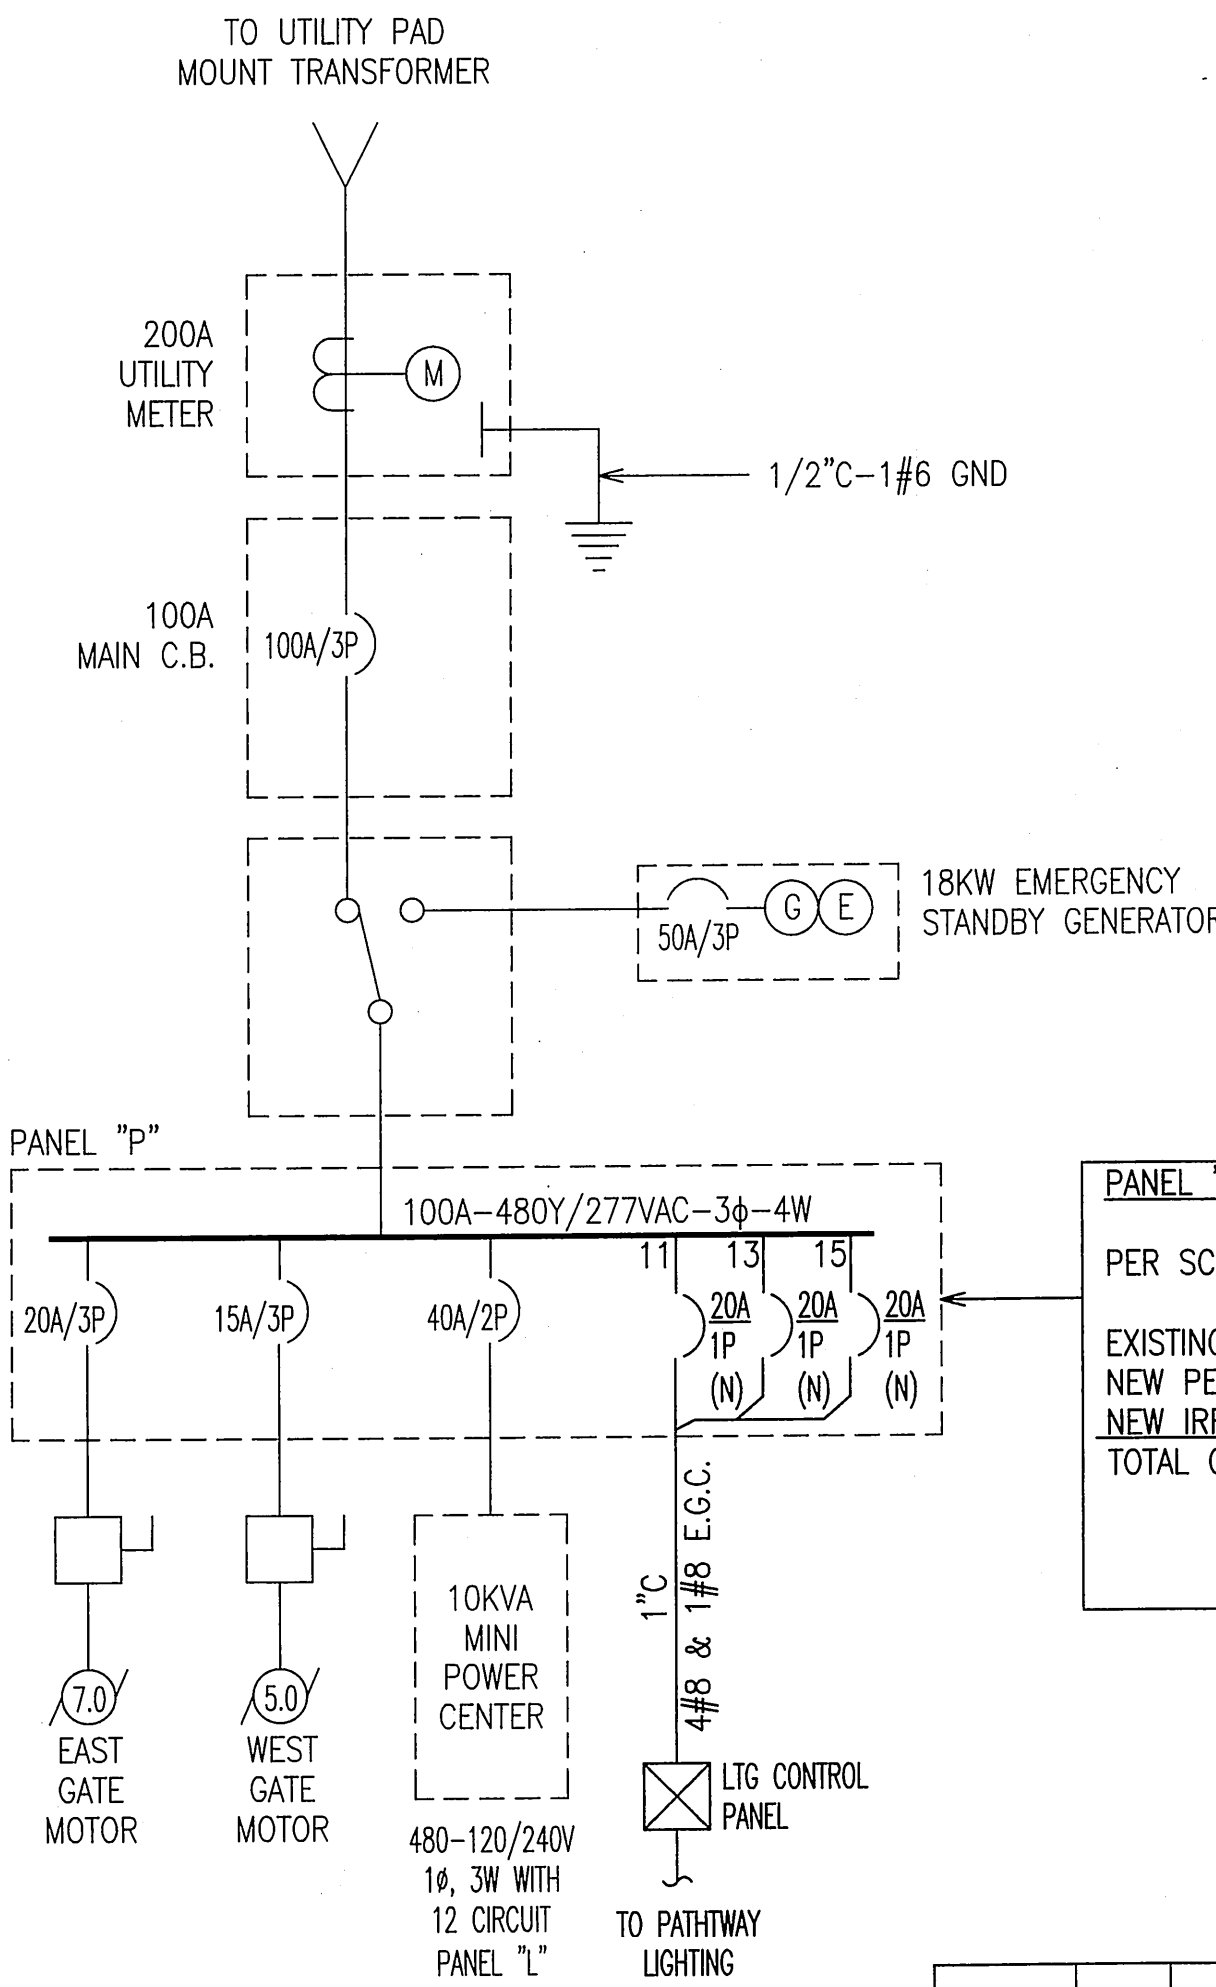 TO UTILITY PAD
MOUNT TRANSFORMER
200A
UTILITY
METER
M
1/2"C-1#6 GND
100A
MAIN C.B.
100A/3P
G E
50A/3P
18KW EMERGENCY
STANDBY GENERATOR
PANEL "P"
100A-480Y/277VAC-3ϕ-4W
11 13 15
20A/3P
15A/3P
40A/2P
20A
1P
(N)
20A
1P
(N)
20A
1P
(N)
PANEL "
PER SC
EXISTING
NEW PE
NEW IRR
TOTAL C
7.0
EAST
GATE
MOTOR
5.0
WEST
GATE
MOTOR
10KVA
MINI
POWER
CENTER
480-120/240V
1ø, 3W WITH
12 CIRCUIT
PANEL "L"
1"C
4#8 & 1#8 E.G.C.
LTG CONTROL
PANEL
TO PATHTWAY
LIGHTING